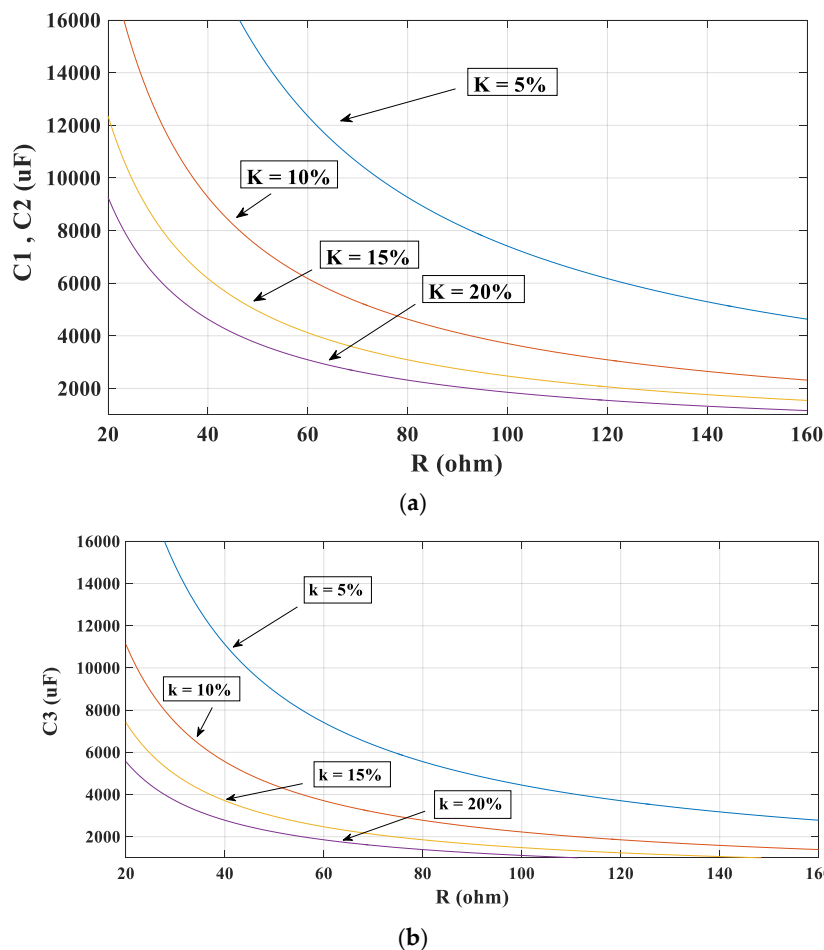 16000
14000
12000
10000
8000
6000
4000
2000
C1 , C2 (uF)
K = 5%
K = 10%
K = 15%
K = 20%
20 40 60 80 100 120 140 160
R (ohm)
(a)
16000
14000
12000
10000
8000
6000
4000
2000
C3 (uF)
k = 5%
k = 10%
k = 15%
k = 20%
20 40 60 80 100 120 140 160
R (ohm)
(b)